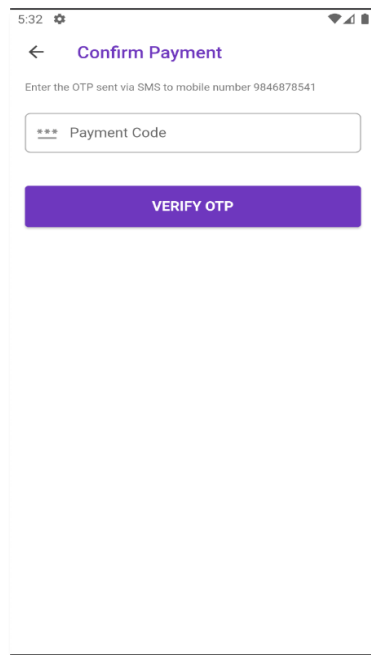 5:32
Confirm Payment
Enter the OTP sent via SMS to mobile number 9846878541
*** Payment Code
VERIFY OTP